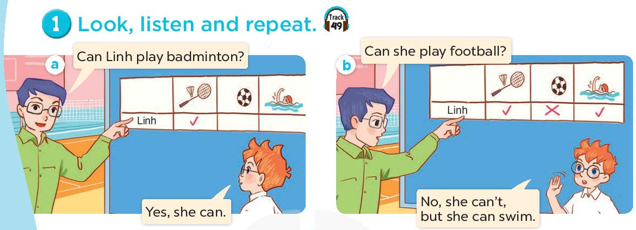 1 Look, listen and repeat.
Track
49
a
Can Linh play badminton?
Linh ✓
Yes, she can.
b
Can she play football?
Linh ✓ ✗ ✓
No, she can't,
but she can swim.